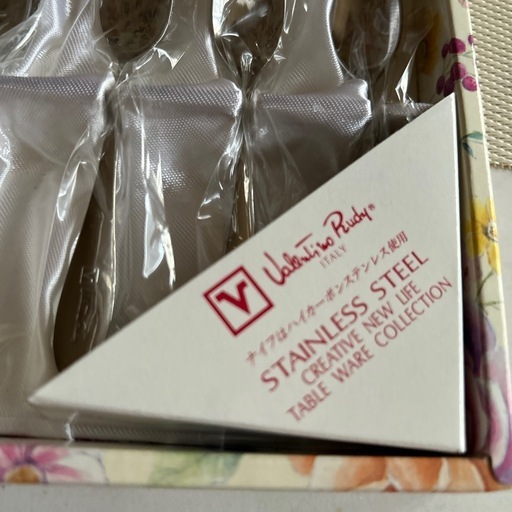 Valentino Rudy®
ITALY
V
ナイフはハイカーボンステンレス使用
STAINLESS STEEL
CREATIVE NEW LIFE
TABLE WARE COLLECTION